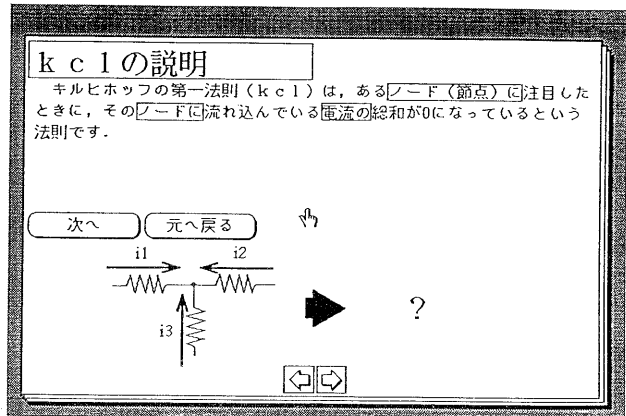 kclの説明
キルヒホッフの第一法則(kcl)は，あるノード(節点)に注目した
ときに，そのノードに流れ込んでいる電流の総和が0になっているという
法則です．
次へ 元へ戻る
i1 i2
i3
?